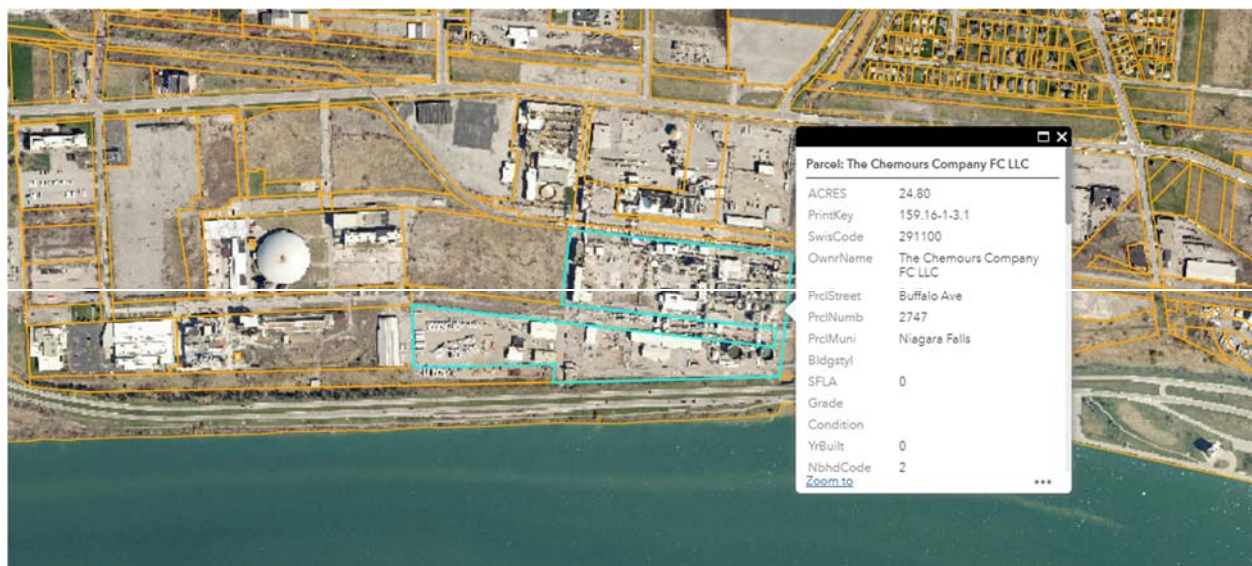 Parcel: The Chemours Company FC LLC
ACRES 24.80
PrintKey 159.16-1-3.1
SwisCode 291100
OwnrName The Chemours Company
FC LLC
PrclStreet Buffalo Ave
PrclNumb 2747
PrclMuni Niagara Falls
Bldgstyl
SFLA 0
Grade
Condition
YrBuilt 0
NbhdCode 2
Zoom to